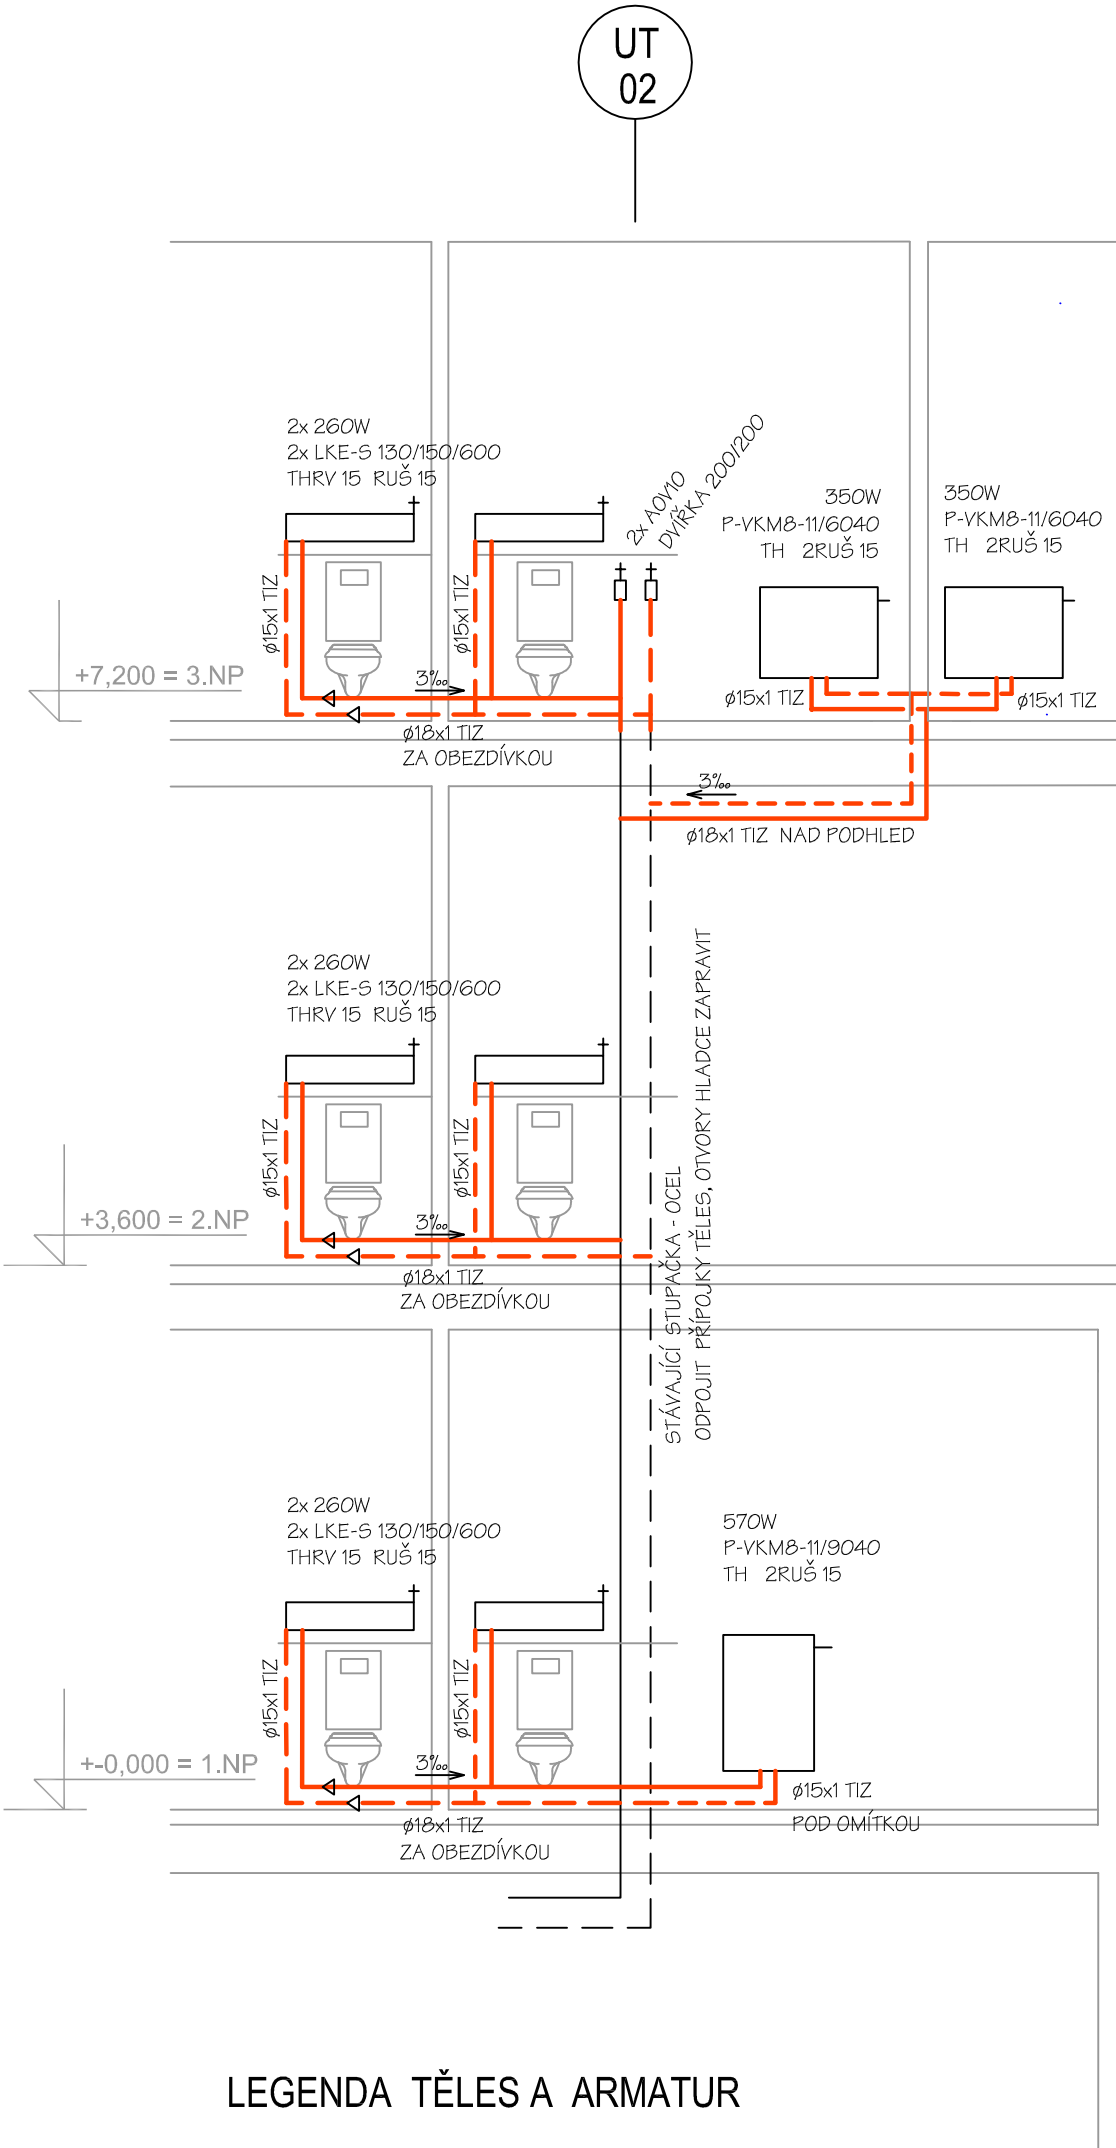 UT
02
2x 260W
2x LKE-S 130/150/600
THRV 15 RUŠ 15
2x AOV10
DVÍŘKA 200/200
350W
P-VKM8-11/6040
TH 2RUŠ 15
350W
P-VKM8-11/6040
TH 2RUŠ 15
ø15x1 TIZ
ø15x1 TIZ
+7,200 = 3.NP
3‰
ø15x1 TIZ
ø15x1 TIZ
ø18x1 TIZ
ZA OBEZDÍVKOU
3‰
ø18x1 TIZ NAD PODHLED
2x 260W
2x LKE-S 130/150/600
THRV 15 RUŠ 15
ø15x1 TIZ
ø15x1 TIZ
+3,600 = 2.NP
3‰
ø18x1 TIZ
ZA OBEZDÍVKOU
STÁVAJÍCÍ STUPAČKA - OCEL
ODPOJIT PŘÍPOJKY TĚLES, OTVORY HLADCE ZAPRAVIT
2x 260W
2x LKE-S 130/150/600
THRV 15 RUŠ 15
570W
P-VKM8-11/9040
TH 2RUŠ 15
ø15x1 TIZ
ø15x1 TIZ
+-0,000 = 1.NP
3‰
ø15x1 TIZ
POD OMÍTKOU
ø18x1 TIZ
ZA OBEZDÍVKOU
LEGENDA TĚLES A ARMATUR